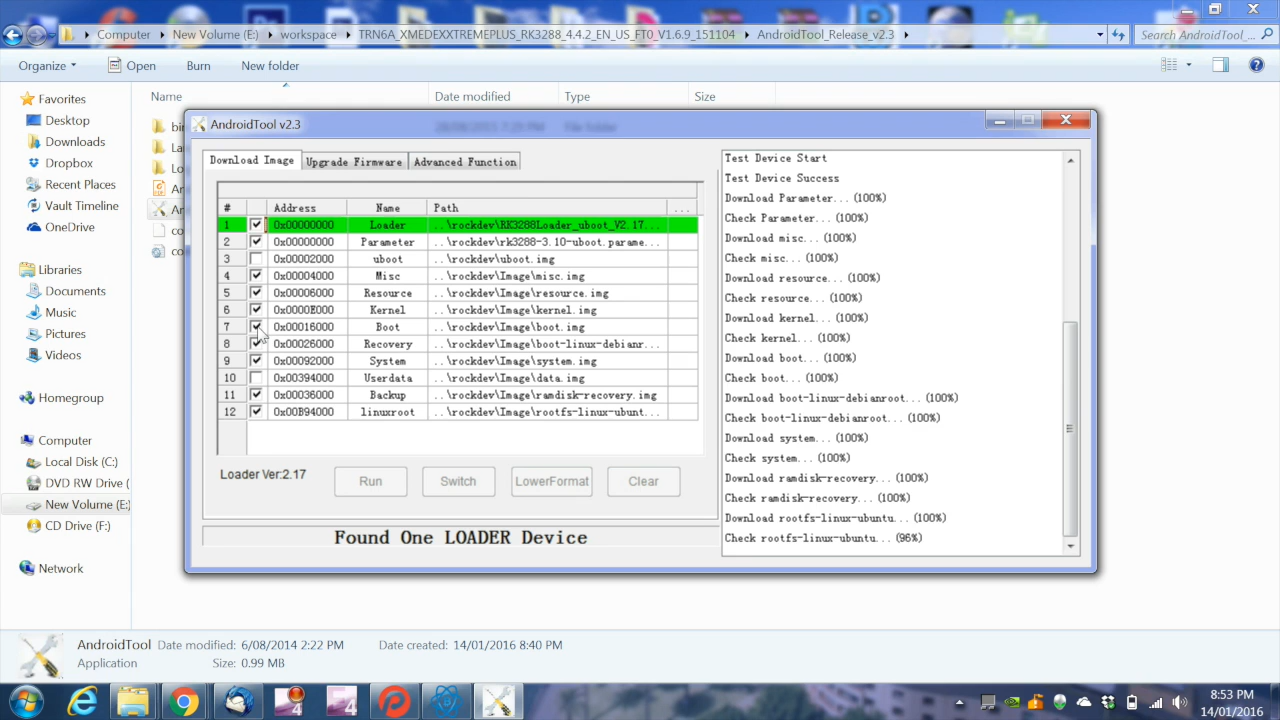 Computer New Volume (E:) workspace TRN6A_XMEDEXXTREMEPLUS_RK3288_4.4.2_EN_US_FT0_V1.6.9_151104 AndroidTool_Release_v2.3 Search AndroidTool_...
Organize Open Burn New folder
Favorites
Desktop
Downloads
Dropbox
Recent Places
Vault Timeline
OneDrive
Libraries
Documents
Music
Pictures
Videos
Homegroup
Computer
Local Disk (C:)
DVD RW Drive (
New Volume (E:)
CD Drive (F:)
Network
Name Date modified Type Size
bin
La
Lo
An
An
co
co
AndroidTool v2.3
Download Image Upgrade Firmware Advanced Function
# Address Name Path ...
1 0x00000000 Loader ..\rockdev\RK3288Loader_uboot_V2 17...
2 0x00000000 Parameter ..\rockdev\rk3288-3.10-uboot.parame...
3 0x00002000 uboot ..\rockdev\uboot.img
4 0x00004000 Misc ..\rockdev\Image\misc.img
5 0x00006000 Resource ..\rockdev\Image\resource.img
6 0x0000E000 Kernel ..\rockdev\Image\kernel.img
7 0x00016000 Boot ..\rockdev\Image\boot.img
8 0x00026000 Recovery ..\rockdev\Image\boot-linux-debianr...
9 0x00092000 System ..\rockdev\Image\system.img
10 0x00394000 Userdata ..\rockdev\Image\data.img
11 0x00036000 Backup ..\rockdev\Image\ramdisk-recovery.img
12 0x00B94000 linuxroot ..\rockdev\Image\rootfs-linux-ubunt...
Loader Ver:2.17 Run Switch LowerFormat Clear
Found One LOADER Device
Test Device Start
Test Device Success
Download Parameter... (100%)
Check Parameter... (100%)
Download misc... (100%)
Check misc... (100%)
Download resource... (100%)
Check resource... (100%)
Download kernel... (100%)
Check kernel... (100%)
Download boot... (100%)
Check boot... (100%)
Download boot-linux-debianroot... (100%)
Check boot-linux-debianroot... (100%)
Download system... (100%)
Check system... (100%)
Download ramdisk-recovery... (100%)
Check ramdisk-recovery... (100%)
Download rootfs-linux-ubuntu... (100%)
Check rootfs-linux-ubuntu... (96%)
AndroidTool Date modified: 6/08/2014 2:22 PM Date created: 14/01/2016 8:40 PM
Application Size: 0.99 MB
8:53 PM
14/01/2016